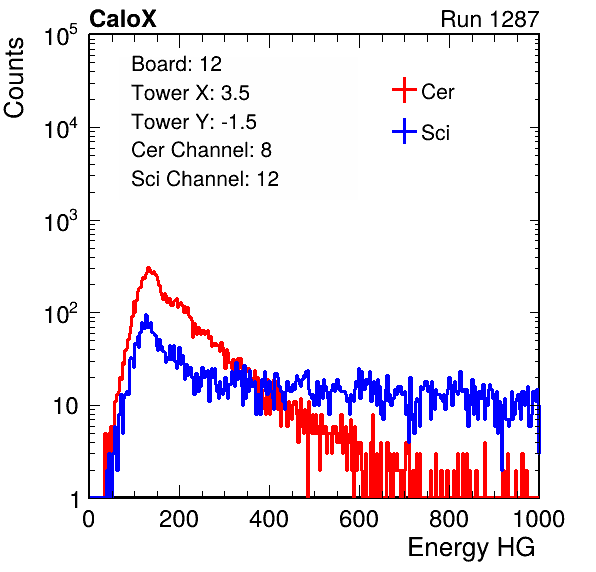 CaloX Run 1287
Counts
Board: 12
Tower X: 3.5
Tower Y: -1.5
Cer Channel: 8
Sci Channel: 12
Cer
Sci
10^5
10^4
10^3
10^2
10
1
0 200 400 600 800 1000
Energy HG